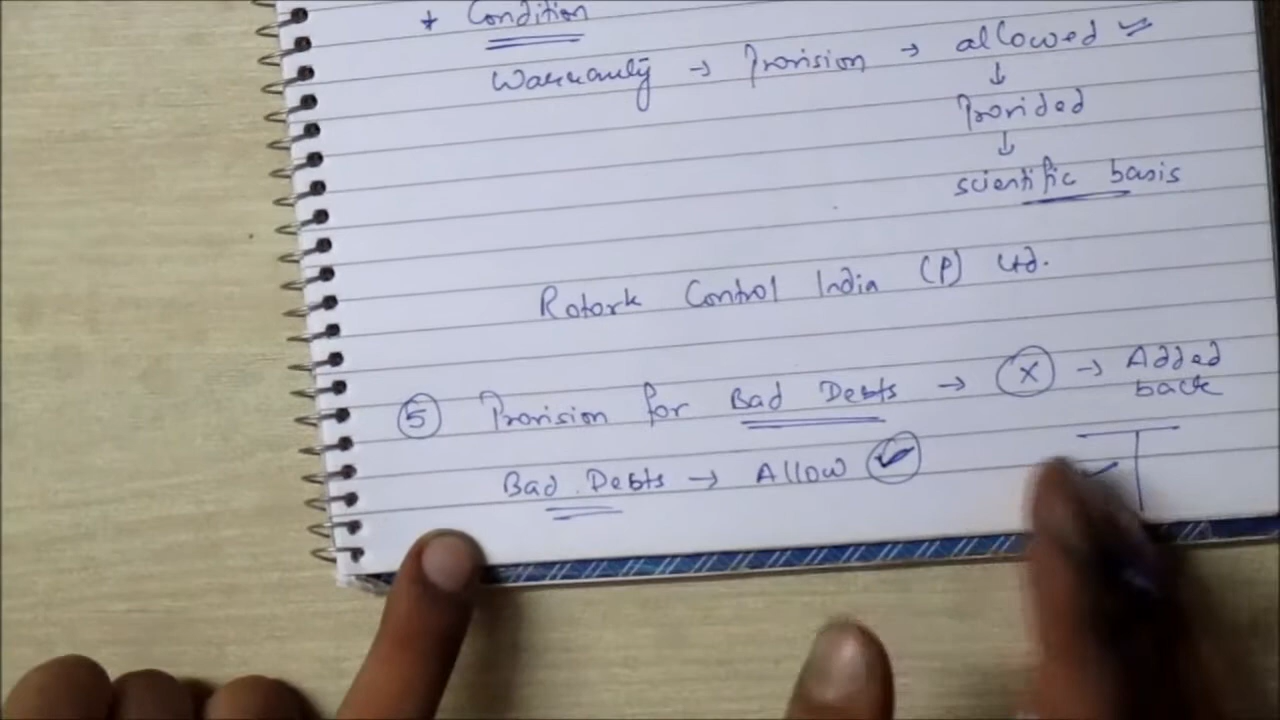 * Condition
Warranty → Provision → allowed
↓
Provided
↓
scientific basis
Rotork Control India (P) Ltd.
⑤ Provision for Bad Debts → ⓧ → Added
back
Bad Debts → Allow ✓